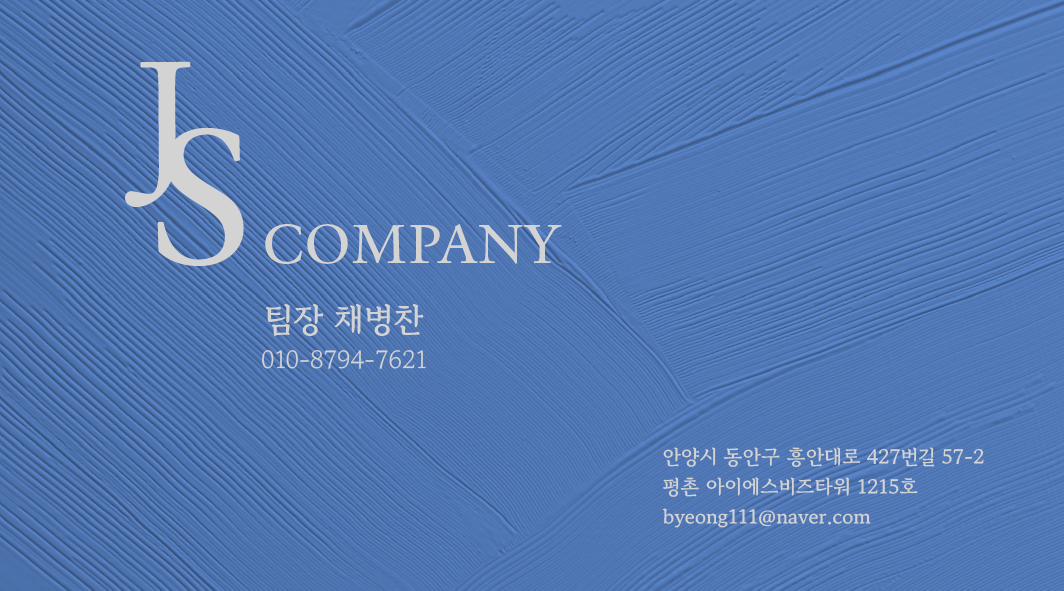 JS COMPANY
팀장 채병찬
010-8794-7621
안양시 동안구 흥안대로 427번길 57-2
평촌 아이에스비즈타워 1215호
byeong111@naver.com